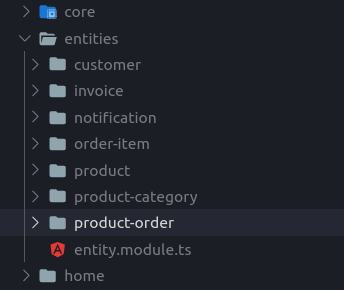 core
entities
customer
invoice
notification
order-item
product
product-category
product-order
entity.module.ts
home